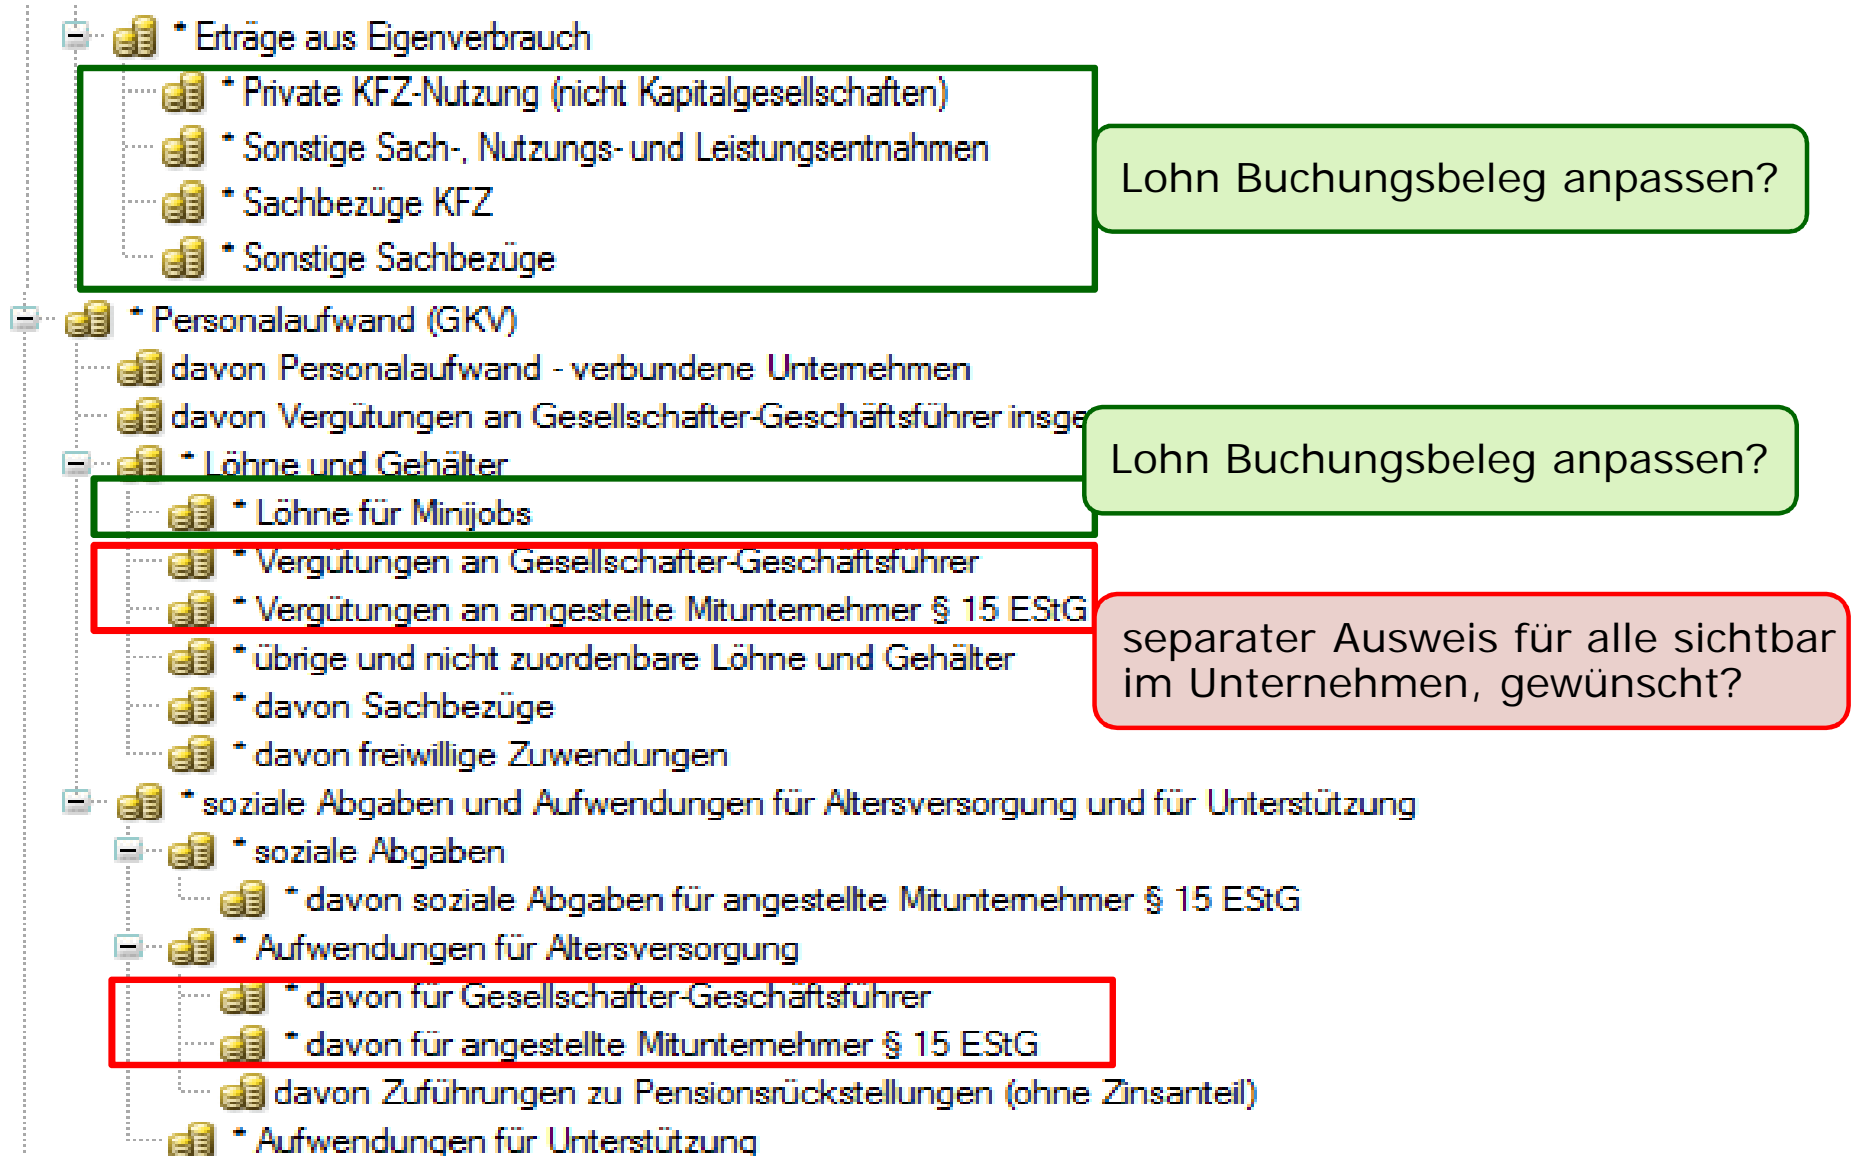 * Erträge aus Eigenverbrauch
* Private KFZ-Nutzung (nicht Kapitalgesellschaften)
* Sonstige Sach-, Nutzungs- und Leistungsentnahmen
Lohn Buchungsbeleg anpassen?
* Sachbezüge KFZ
* Sonstige Sachbezüge
* Personalaufwand (GKV)
davon Personalaufwand - verbundene Unternehmen
davon Vergütungen an Gesellschafter-Geschäftsführer insge
Lohn Buchungsbeleg anpassen?
* Löhne und Gehälter
* Löhne für Minijobs
* Vergütungen an Gesellschafter-Geschäftsführer
* Vergütungen an angestellte Mitunternehmer § 15 EStG
separater Ausweis für alle sichtbar
im Unternehmen, gewünscht?
* übrige und nicht zuordenbare Löhne und Gehälter
* davon Sachbezüge
* davon freiwillige Zuwendungen
* soziale Abgaben und Aufwendungen für Altersversorgung und für Unterstützung
* soziale Abgaben
* davon soziale Abgaben für angestellte Mitunternehmer § 15 EStG
* Aufwendungen für Altersversorgung
* davon für Gesellschafter-Geschäftsführer
* davon für angestellte Mitunternehmer § 15 EStG
davon Zuführungen zu Pensionsrückstellungen (ohne Zinsanteil)
* Aufwendungen für Unterstützung